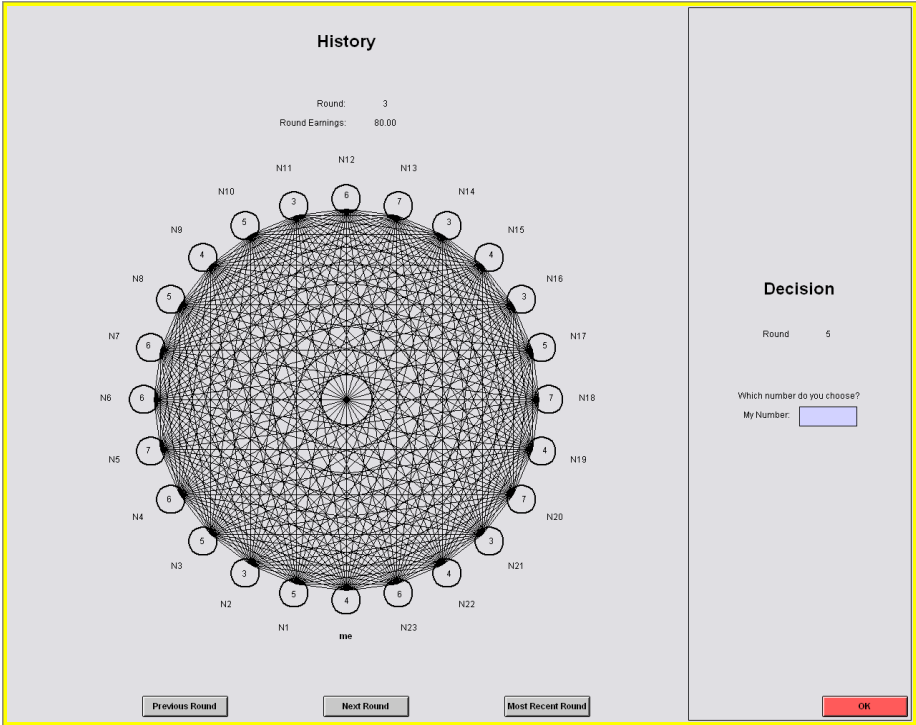 History
Round: 3
Round Earnings: 80.00
N12
N11
N13
N10
N14
6
3
7
5
3
N9
N15
4
4
N8
N16
5
3
N7
N17
6
5
N6
6
7
N18
7
4
N5
N19
6
7
N4
N20
5
3
N3
N21
3
4
N2
5
4
6
N22
N1
me
N23
Previous Round
Next Round
Most Recent Round
Decision
Round 5
Which number do you choose?
My Number:
OK